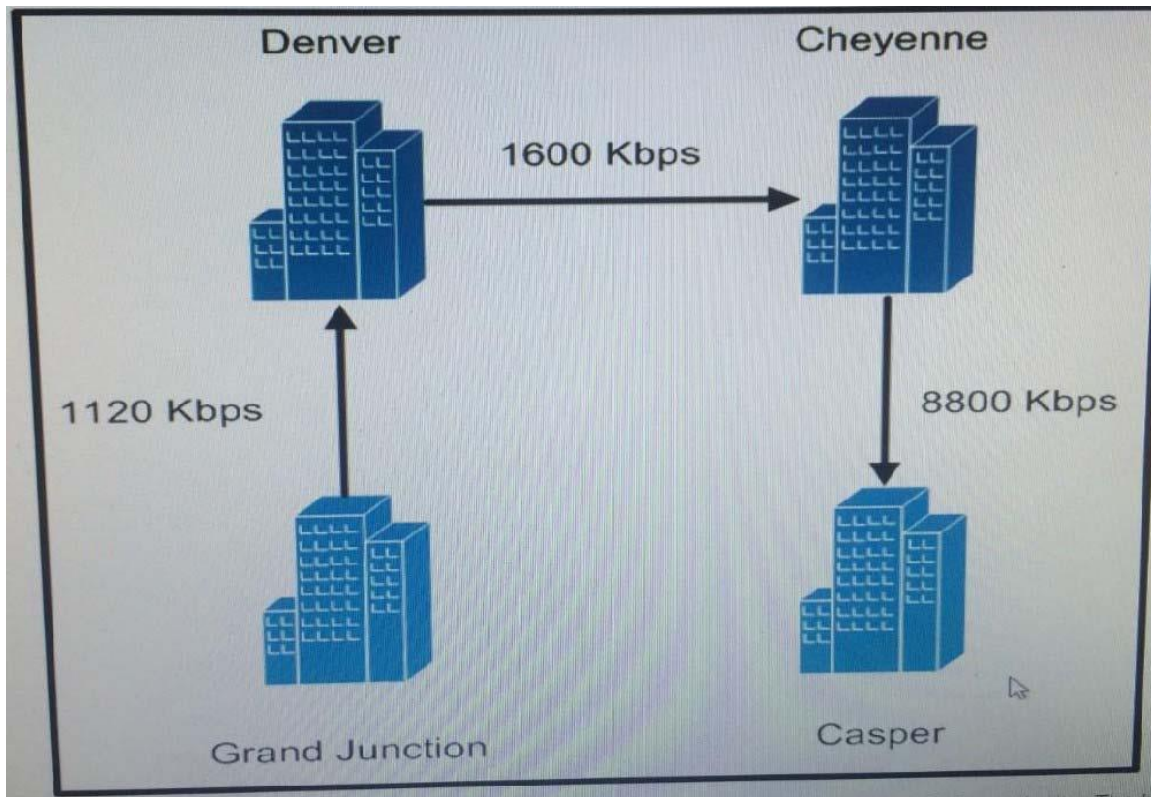 Denver
Cheyenne
1600 Kbps
1120 Kbps
8800 Kbps
Grand Junction
Casper